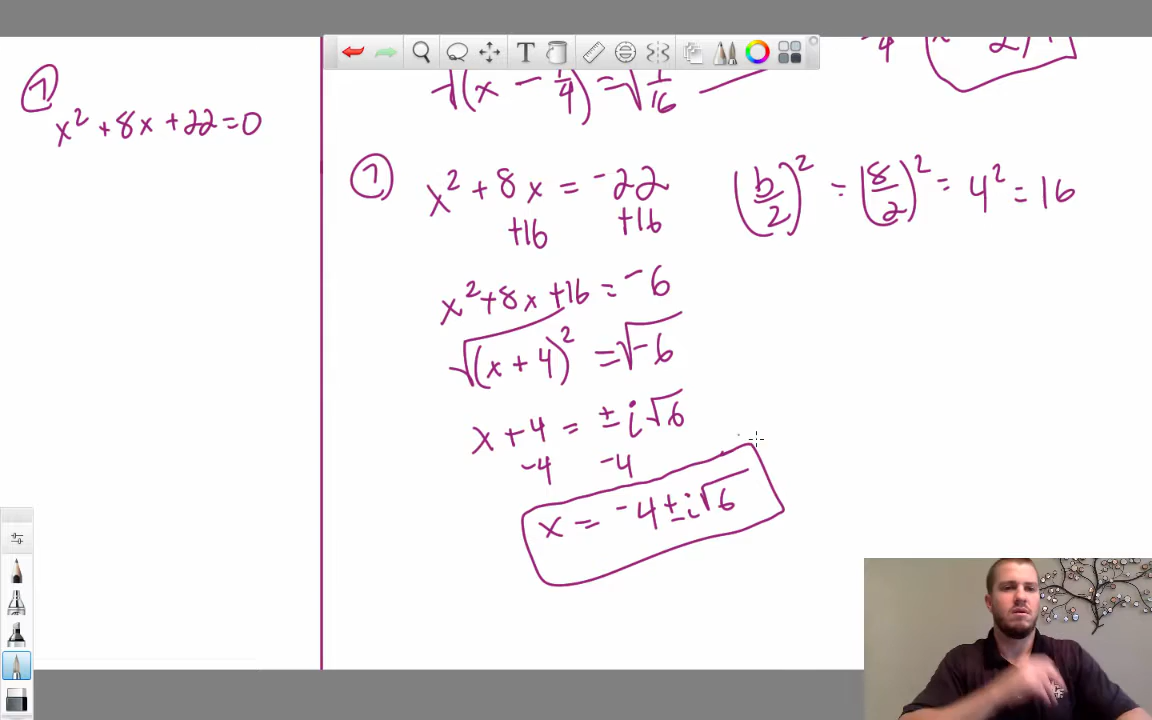 7
x² + 8x + 22 = 0
√(x - 1/4) = √1/16
7
x² + 8x = -22
+16 +16
(b/2)² = (8/2)² = 4² = 16
x² + 8x + 16 = -6
√(x + 4)² = √-6
x + 4 = ± i√6
-4 -4
x = -4 ± i√6